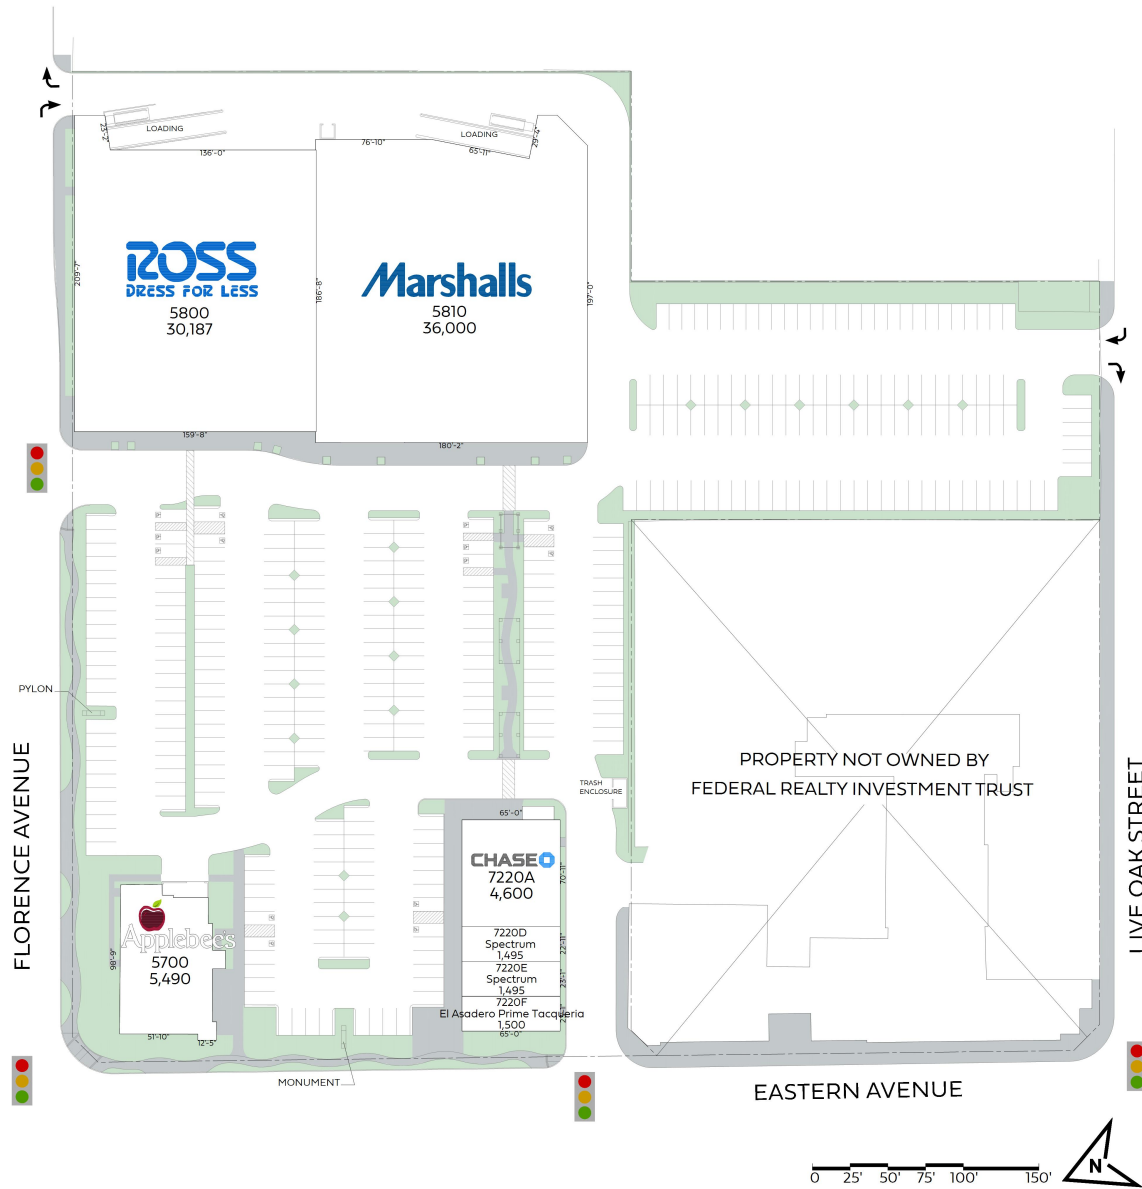 LOADING
LOADING
23'-2"
136'-0"
76'-10"
65'-11"
29'-4"
ROSS
DRESS FOR LESS
5800
30,187
209'-7"
186'-8"
Marshalls
5810
36,000
197'-0"
159'-8"
180'-2"
PYLON
FLORENCE AVENUE
TRASH
ENCLOSURE
PROPERTY NOT OWNED BY
FEDERAL REALTY INVESTMENT TRUST
LIVE OAK STREET
65'-0"
CHASE
7220A
4,600
70'-11"
7220D
Spectrum
1,495
22'-11"
7220E
Spectrum
1,495
23'-1"
7220F
El Asadero Prime Tacqueria
1,500
65'-0"
Applebee's
5700
5,490
98'-9"
51'-10"
12'-5"
MONUMENT
EASTERN AVENUE
0 25' 50' 75' 100' 150'
N